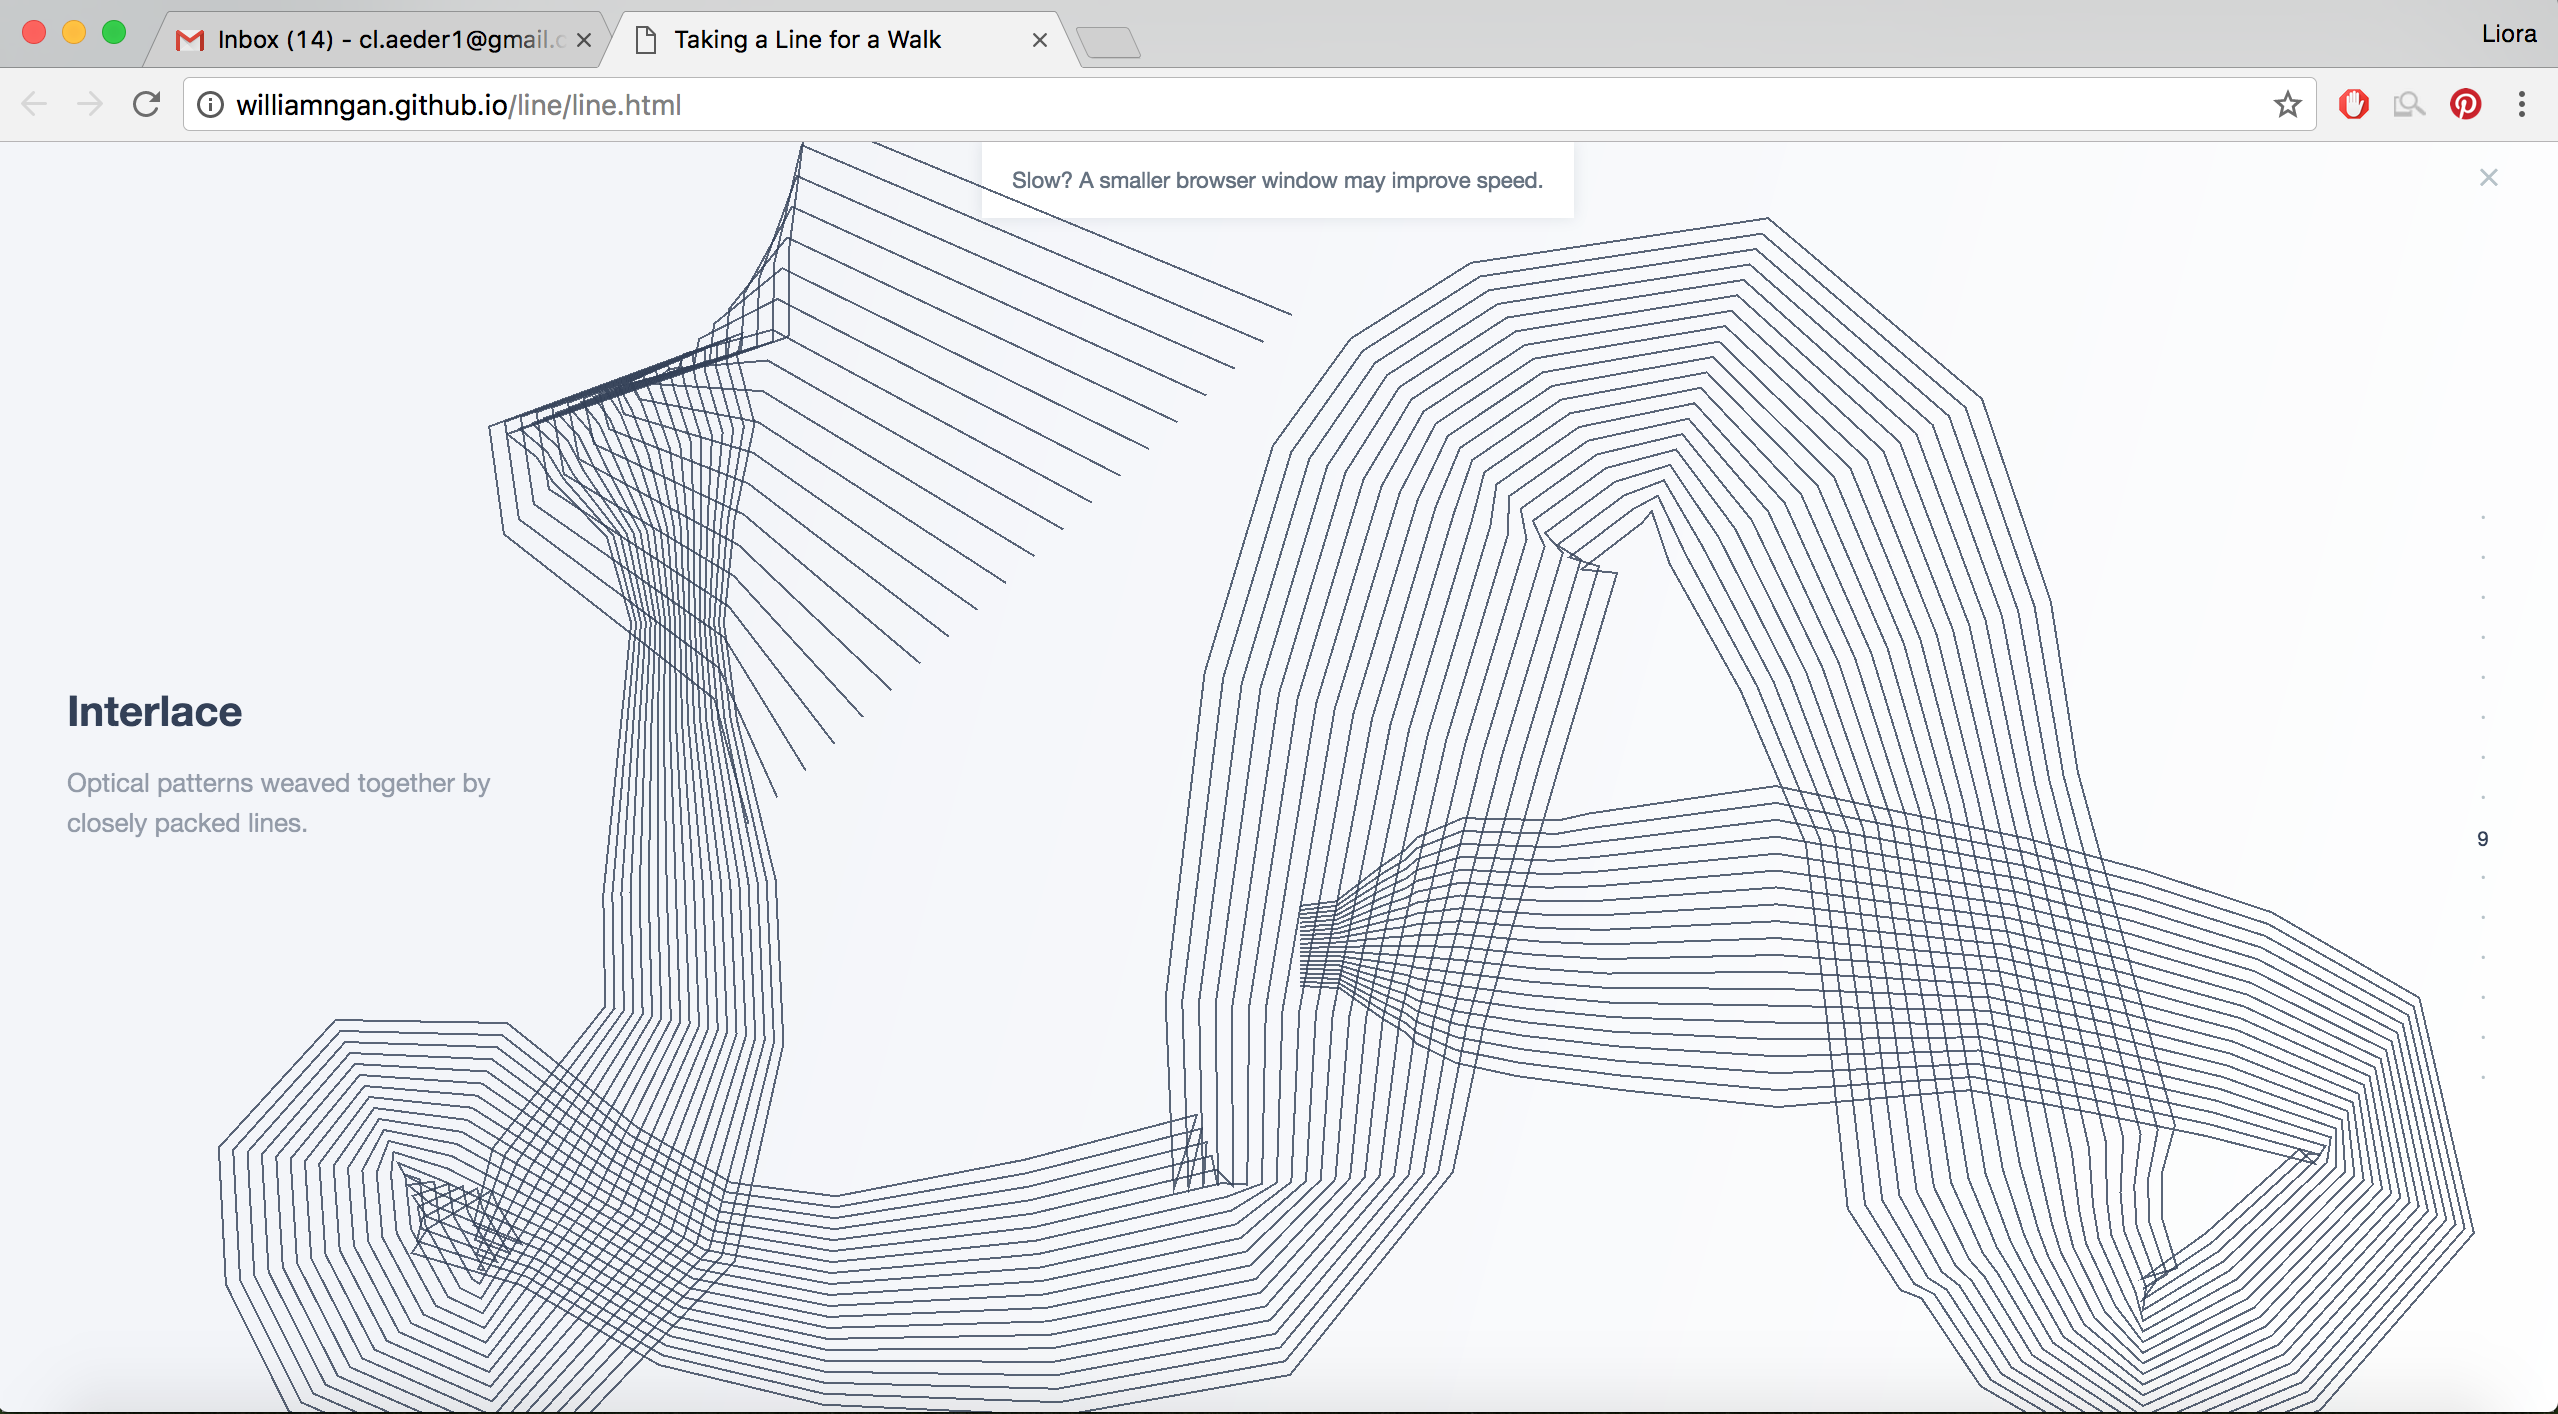 Inbox (14) - cl.aeder1@gmail.c
Taking a Line for a Walk
Liora
williamngan.github.io/line/line.html
Slow? A smaller browser window may improve speed.
Interlace
Optical patterns weaved together by
closely packed lines.
9